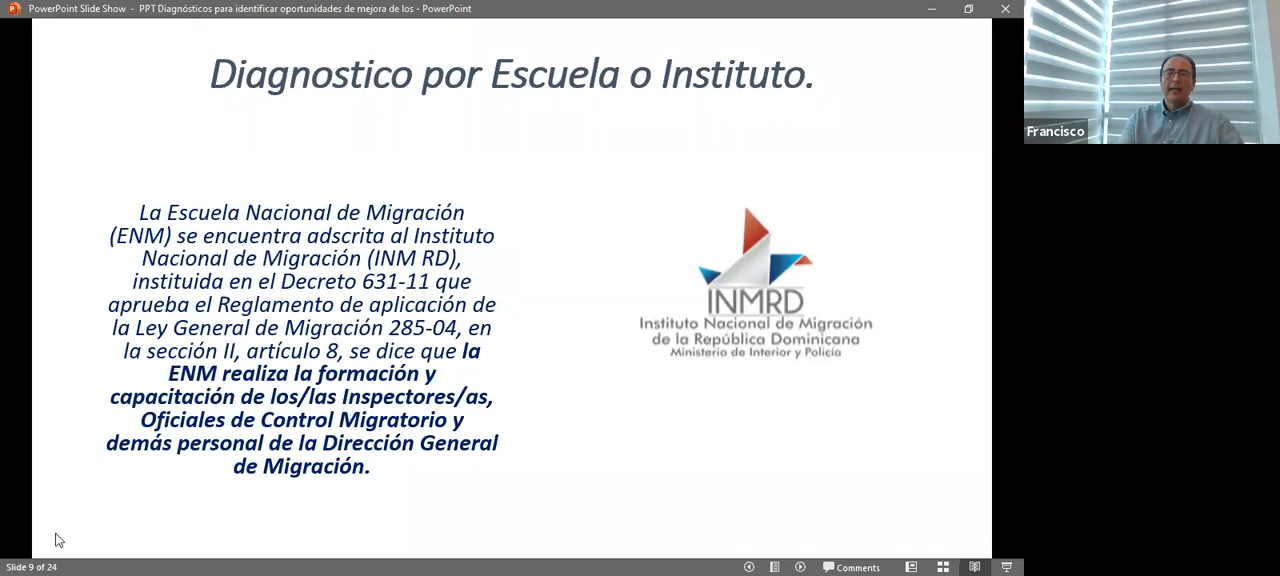 PowerPoint Slide Show - PPT Diagnósticos para identificar oportunidades de mejora de los - PowerPoint
Diagnostico por Escuela o Instituto.
Francisco
La Escuela Nacional de Migración
(ENM) se encuentra adscrita al Instituto
Nacional de Migración (INM RD),
instituida en el Decreto 631-11 que
aprueba el Reglamento de aplicación de
la Ley General de Migración 285-04, en
la sección II, artículo 8, se dice que la
ENM realiza la formación y
capacitación de los/las Inspectores/as,
Oficiales de Control Migratorio y
demás personal de la Dirección General
de Migración.
INMRD
Instituto Nacional de Migración
de la República Dominicana
Ministerio de Interior y Policía
Slide 9 of 24
Comments